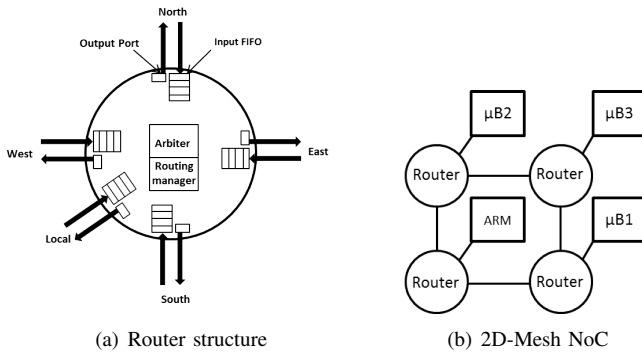 North
Output Port
Input FIFO
West
Arbiter
Routing
manager
East
Local
South
(a) Router structure
µB2
µB3
Router
Router
ARM
µB1
Router
Router
(b) 2D-Mesh NoC